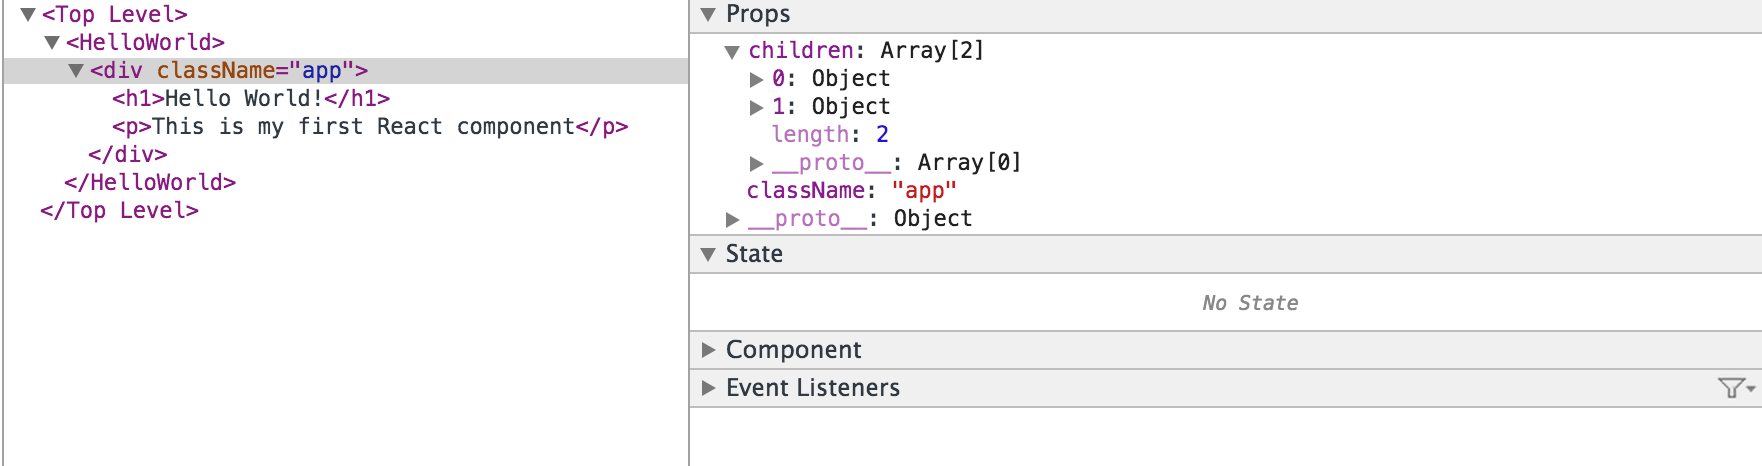 <Top Level>
<HelloWorld>
<div className="app">
<h1>Hello World!</h1>
<p>This is my first React component</p>
</div>
</HelloWorld>
</Top Level>
Props
children: Array[2]
0: Object
1: Object
length: 2
__proto__: Array[0]
className: "app"
__proto__: Object
State
No State
Component
Event Listeners